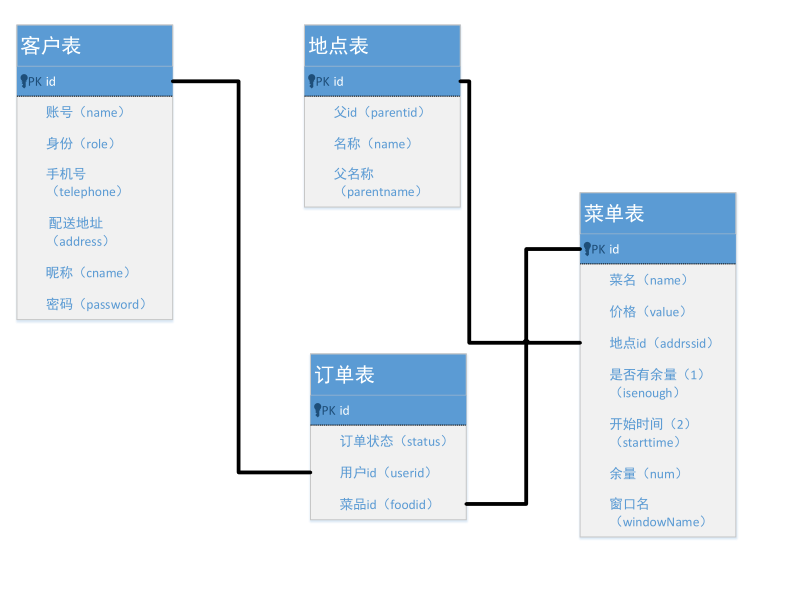 客户表
PK id
账号（name）
身份（role）
手机号
（telephone）
配送地址
（address）
昵称（cname）
密码（password）
地点表
PK id
父id（parentid）
名称（name）
父名称
（parentname）
订单表
PK id
订单状态（status）
用户id（userid）
菜品id（foodid）
菜单表
PK id
菜名（name）
价格（value）
地点id（addrssid）
是否有余量（1）
（isenough）
开始时间（2）
（starttime）
余量（num）
窗口名
（windowName）